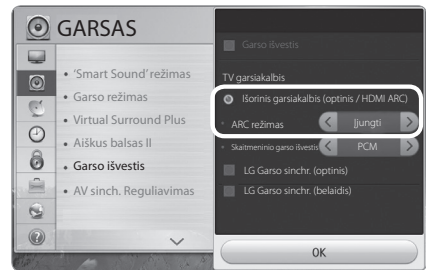 GARSAS
'Smart Sound' režimas
Garso režimas
Virtual Surround Plus
Aiškus balsas II
Garso išvestis
AV sinch. Reguliavimas
Garso išvestis
TV garsiakalbis
Išorinis garsiakalbis (optinis / HDMI ARC)
ARC režimas
Įjungti
Skaitmeninio garso išvestis
PCM
LG Garso sinchr. (optinis)
LG Garso sinchr. (belaidis)
OK